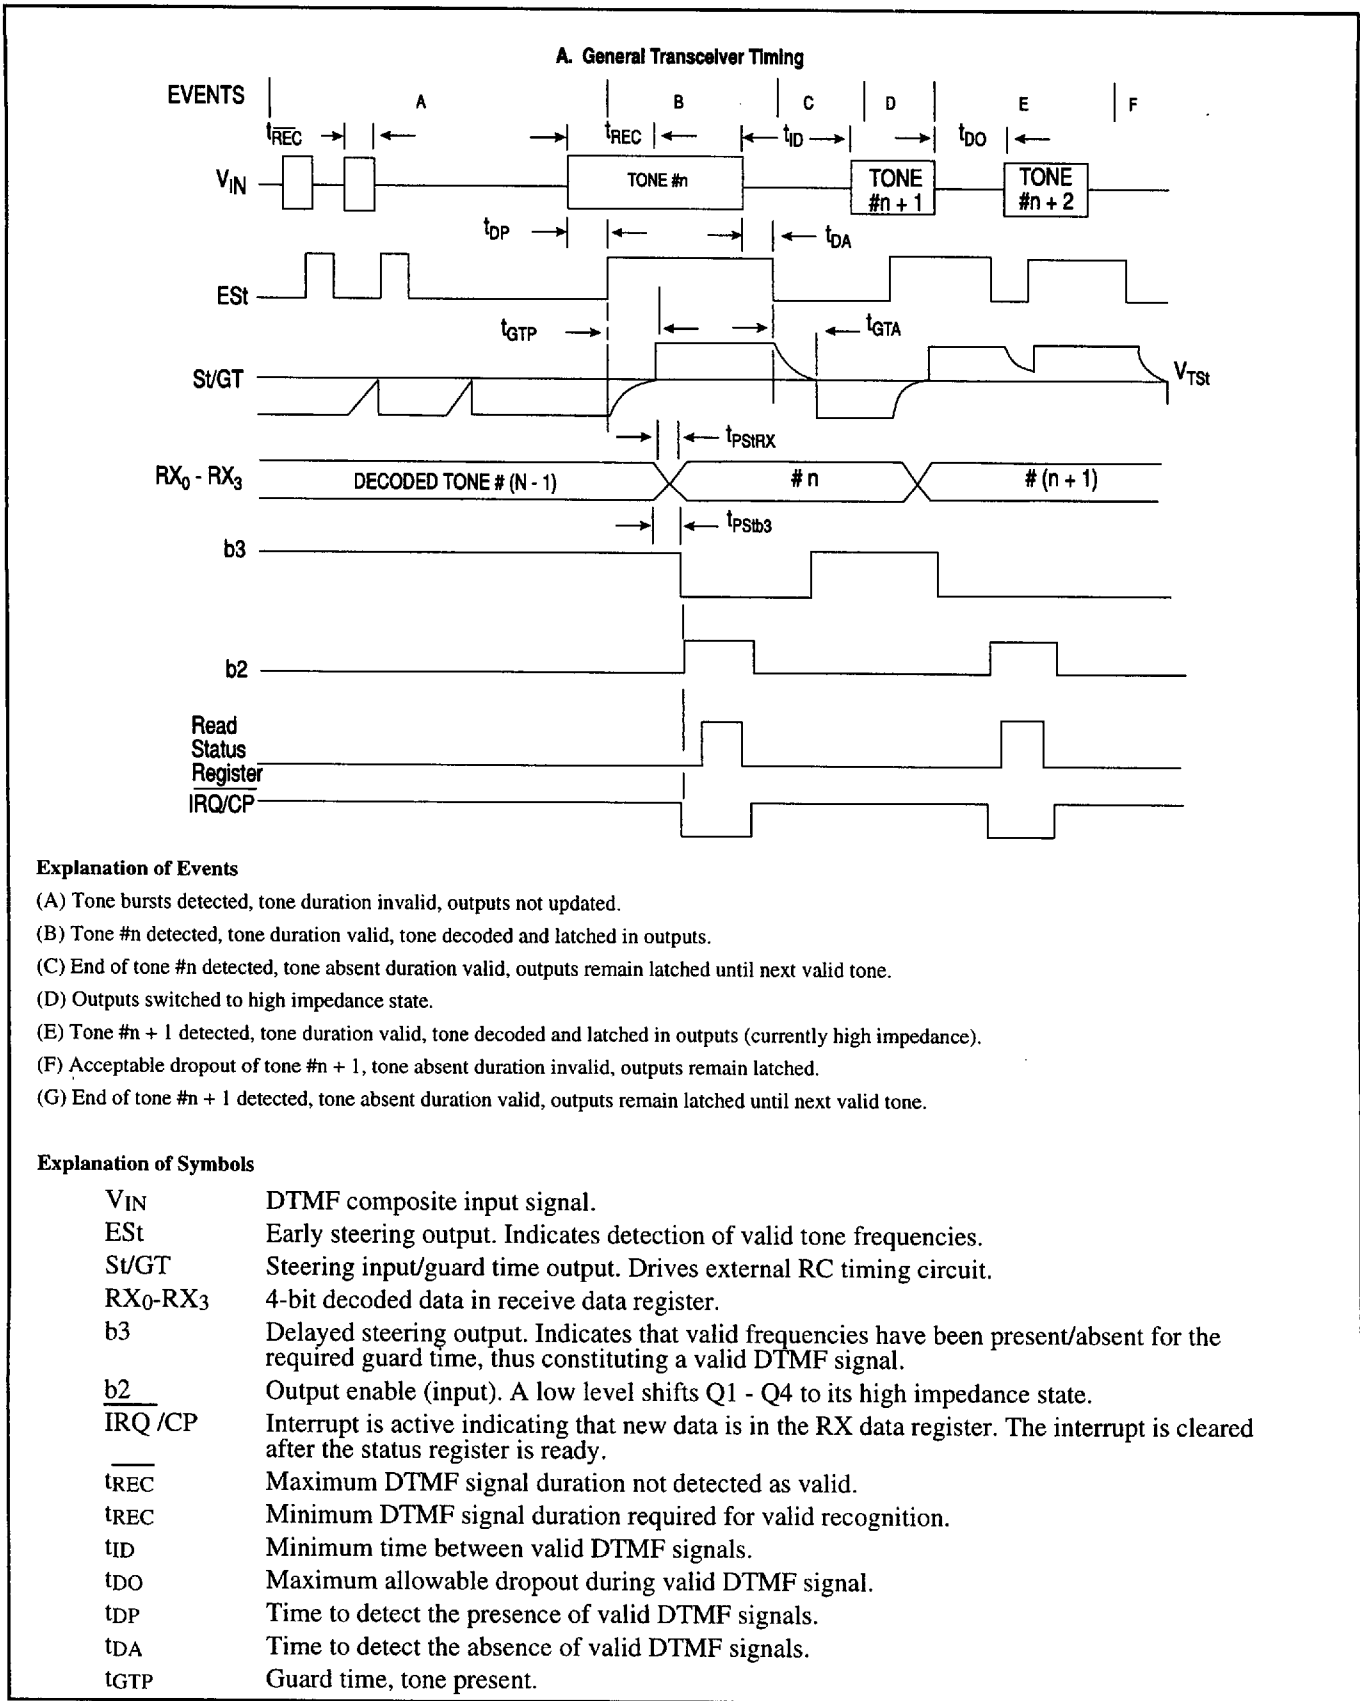 A. General Transceiver Timing
EVENTS A B C D E F
tREC tREC tID tDO
VIN TONE #n TONE #n + 1 TONE #n + 2
tDP tDA
ESt
tGTP tGTA
St/GT VTSt
tPStRX
RX0 - RX3 DECODED TONE # (N - 1) # n # (n + 1)
tPStb3
b3
b2
Read
Status
Register
IRQ/CP
Explanation of Events
(A) Tone bursts detected, tone duration invalid, outputs not updated.
(B) Tone #n detected, tone duration valid, tone decoded and latched in outputs.
(C) End of tone #n detected, tone absent duration valid, outputs remain latched until next valid tone.
(D) Outputs switched to high impedance state.
(E) Tone #n + 1 detected, tone duration valid, tone decoded and latched in outputs (currently high impedance).
(F) Acceptable dropout of tone #n + 1, tone absent duration invalid, outputs remain latched.
(G) End of tone #n + 1 detected, tone absent duration valid, outputs remain latched until next valid tone.
Explanation of Symbols
VIN DTMF composite input signal.
ESt Early steering output. Indicates detection of valid tone frequencies.
St/GT Steering input/guard time output. Drives external RC timing circuit.
RX0-RX3 4-bit decoded data in receive data register.
b3 Delayed steering output. Indicates that valid frequencies have been present/absent for the
required guard time, thus constituting a valid DTMF signal.
b2 Output enable (input). A low level shifts Q1 - Q4 to its high impedance state.
IRQ /CP Interrupt is active indicating that new data is in the RX data register. The interrupt is cleared
after the status register is ready.
tREC Maximum DTMF signal duration not detected as valid.
tREC Minimum DTMF signal duration required for valid recognition.
tID Minimum time between valid DTMF signals.
tDO Maximum allowable dropout during valid DTMF signal.
tDP Time to detect the presence of valid DTMF signals.
tDA Time to detect the absence of valid DTMF signals.
tGTP Guard time, tone present.